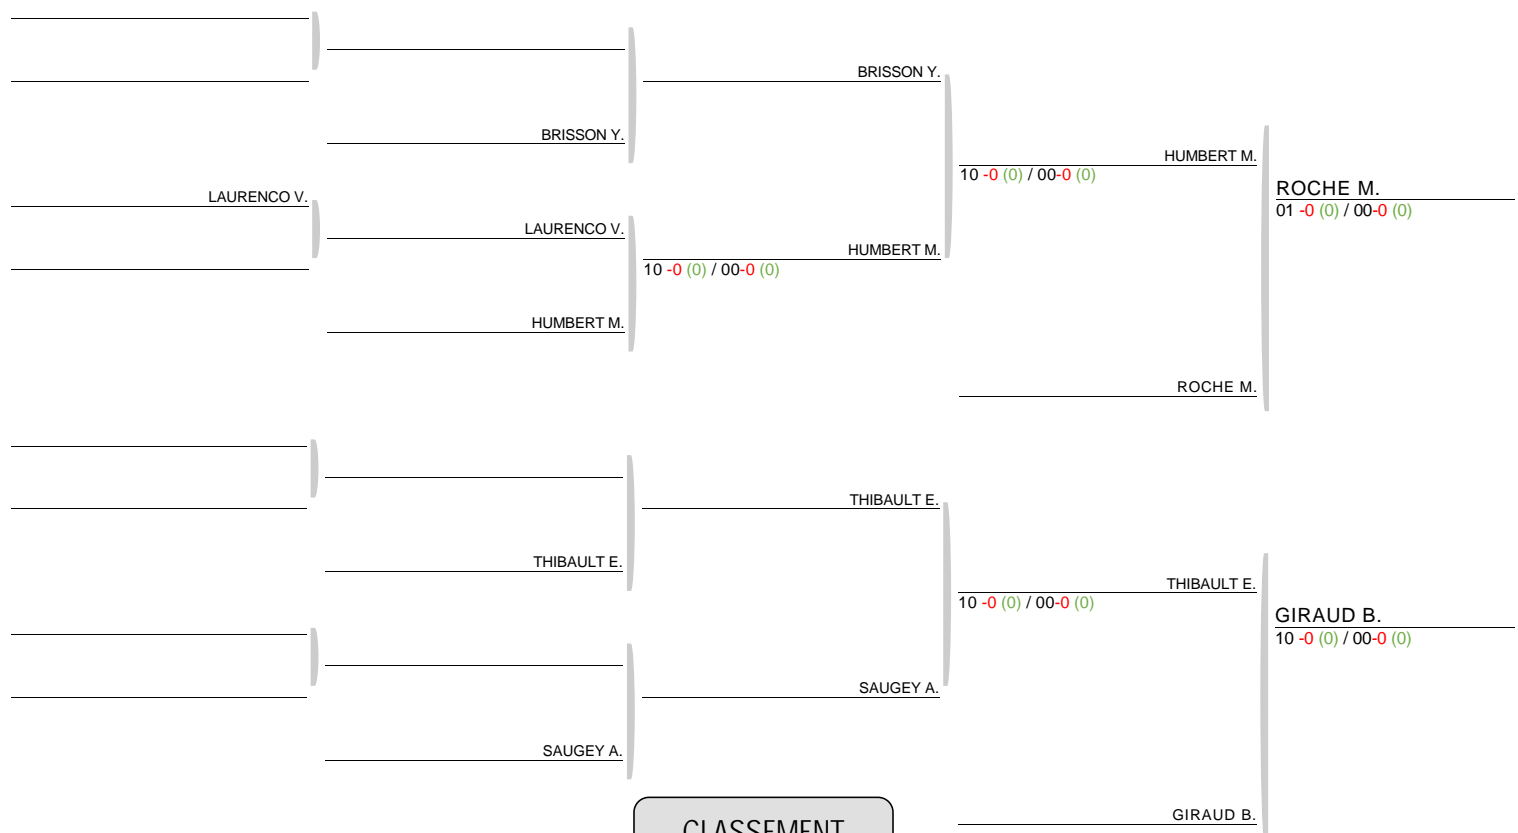 BRISSON Y.
BRISSON Y.
HUMBERT M.
10 -0 (0) / 00-0 (0)
ROCHE M.
01 -0 (0) / 00-0 (0)
LAURENCO V.
LAURENCO V.
HUMBERT M.
10 -0 (0) / 00-0 (0)
HUMBERT M.
ROCHE M.
THIBAULT E.
THIBAULT E.
THIBAULT E.
10 -0 (0) / 00-0 (0)
GIRAUD B.
10 -0 (0) / 00-0 (0)
SAUGEY A.
SAUGEY A.
GIRAUD B.
CLASSEMENT